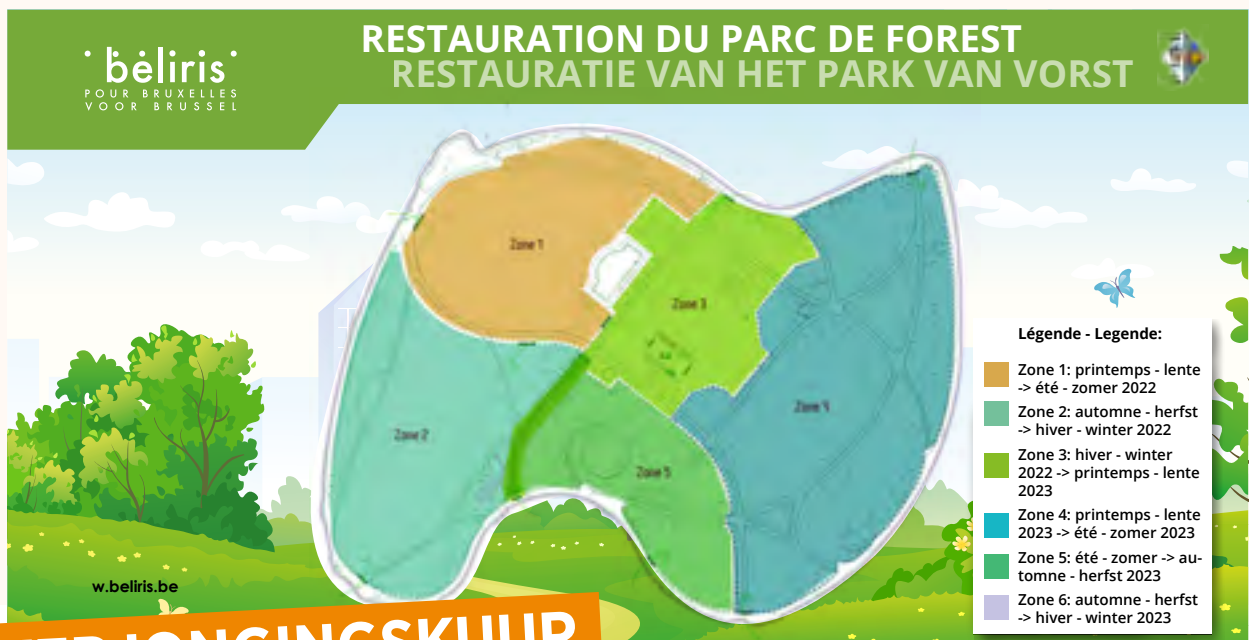 beliris
POUR BRUXELLES
VOOR BRUSSEL
RESTAURATION DU PARC DE FOREST
RESTAURATIE VAN HET PARK VAN VORST
Zone 1
Zone 3
Zone 2
Zone 4
Zone 5
Légende - Legende:
Zone 1: printemps - lente
-> été - zomer 2022
Zone 2: automne - herfst
-> hiver - winter 2022
Zone 3: hiver - winter
2022 -> printemps - lente
2023
Zone 4: printemps - lente
2023 -> été - zomer 2023
Zone 5: été - zomer -> au-
tomne - herfst 2023
Zone 6: automne - herfst
-> hiver - winter 2023
w.beliris.be